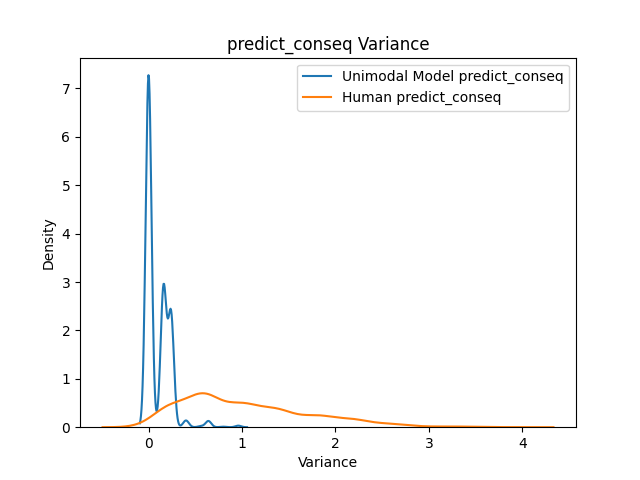 predict_conseq Variance
Unimodal Model predict_conseq
Human predict_conseq
Density
7
6
5
4
3
2
1
0
0
1
2
3
4
Variance